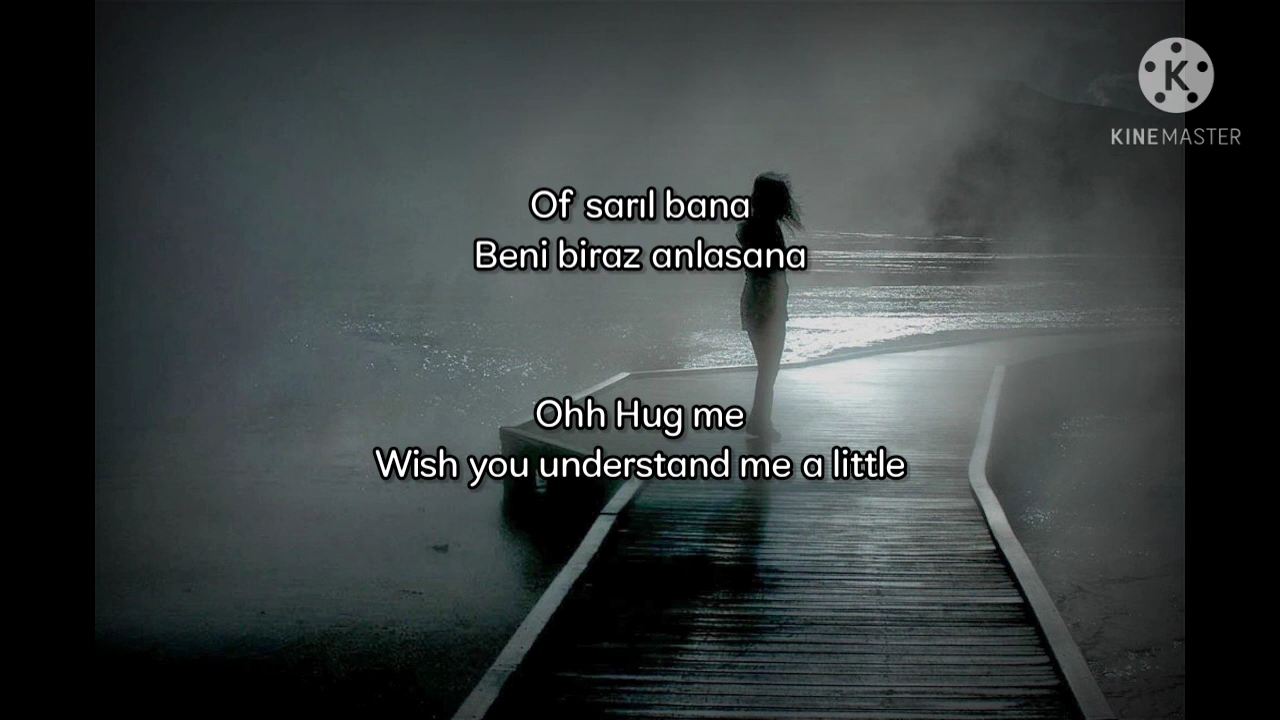 KINEMASTER
Of sarıl bana
Beni biraz anlasana
Ohh Hug me
Wish you understand me a little